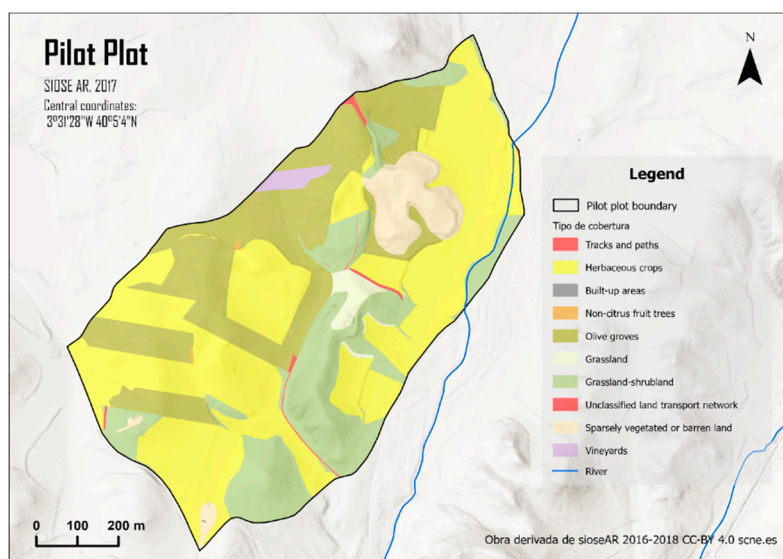 Pilot Plot
SIOSE AR, 2017
Central coordinates:
3º31'28"W 40º5'4"N
N
Legend
Pilot plot boundary
Tipo de cobertura
Tracks and paths
Herbaceous crops
Built-up areas
Non-citrus fruit trees
Olive groves
Grassland
Grassland-shrubland
Unclassified land transport network
Sparsely vegetated or barren land
Vineyards
River
0 100 200 m
Obra derivada de sioseAR 2016-2018 CC-BY 4.0 scne.es